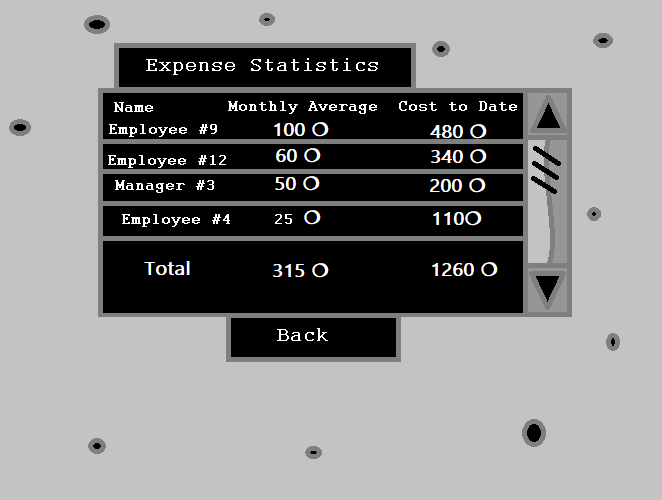 Expense Statistics
Name Monthly Average Cost to Date
Employee #9 100 O 480 O
Employee #12 60 O 340 O
Manager #3 50 O 200 O
Employee #4 25 O 110O
Total 315 O 1260 O
Back